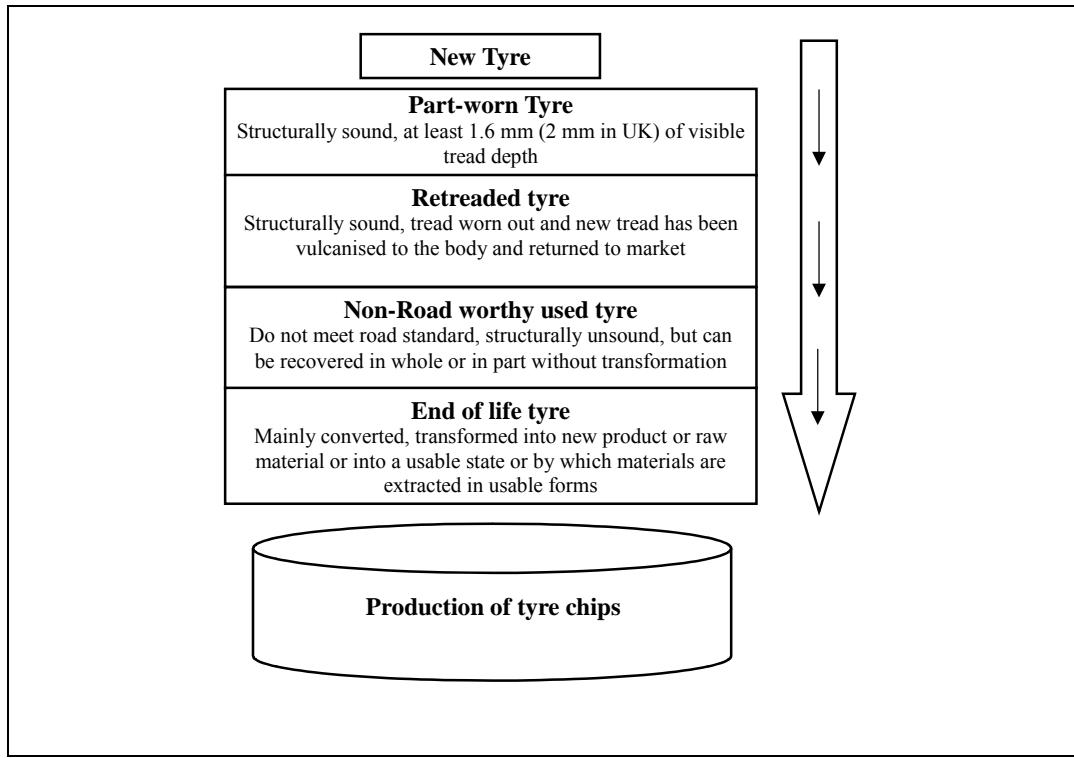 New Tyre
Part-worn Tyre
Structurally sound, at least 1.6 mm (2 mm in UK) of visible
tread depth
Retreaded tyre
Structurally sound, tread worn out and new tread has been
vulcanised to the body and returned to market
Non-Road worthy used tyre
Do not meet road standard, structurally unsound, but can
be recovered in whole or in part without transformation
End of life tyre
Mainly converted, transformed into new product or raw
material or into a usable state or by which materials are
extracted in usable forms
Production of tyre chips